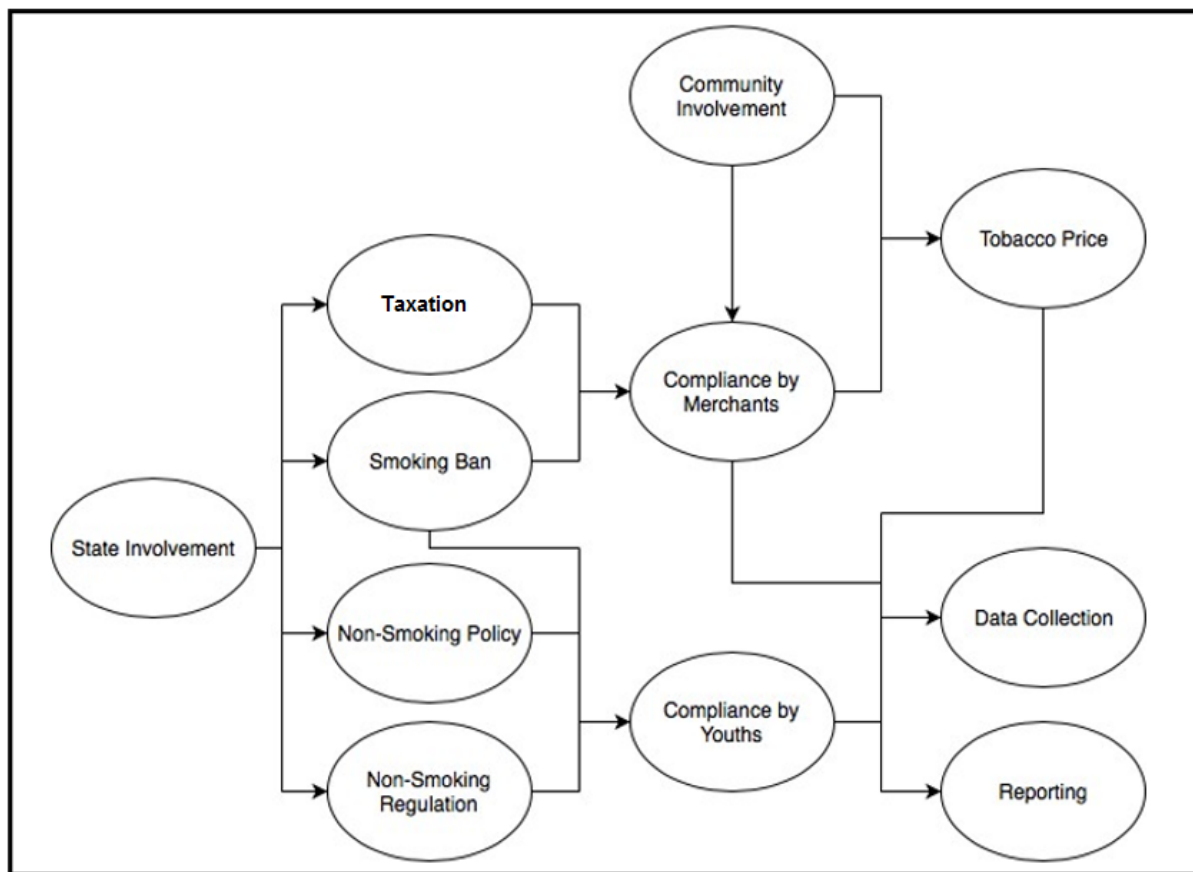 Community
Involvement
Tobacco Price
Taxation
Compliance by
Merchants
Smoking Ban
State Involvement
Non-Smoking Policy
Data Collection
Compliance by
Youths
Non-Smoking
Regulation
Reporting